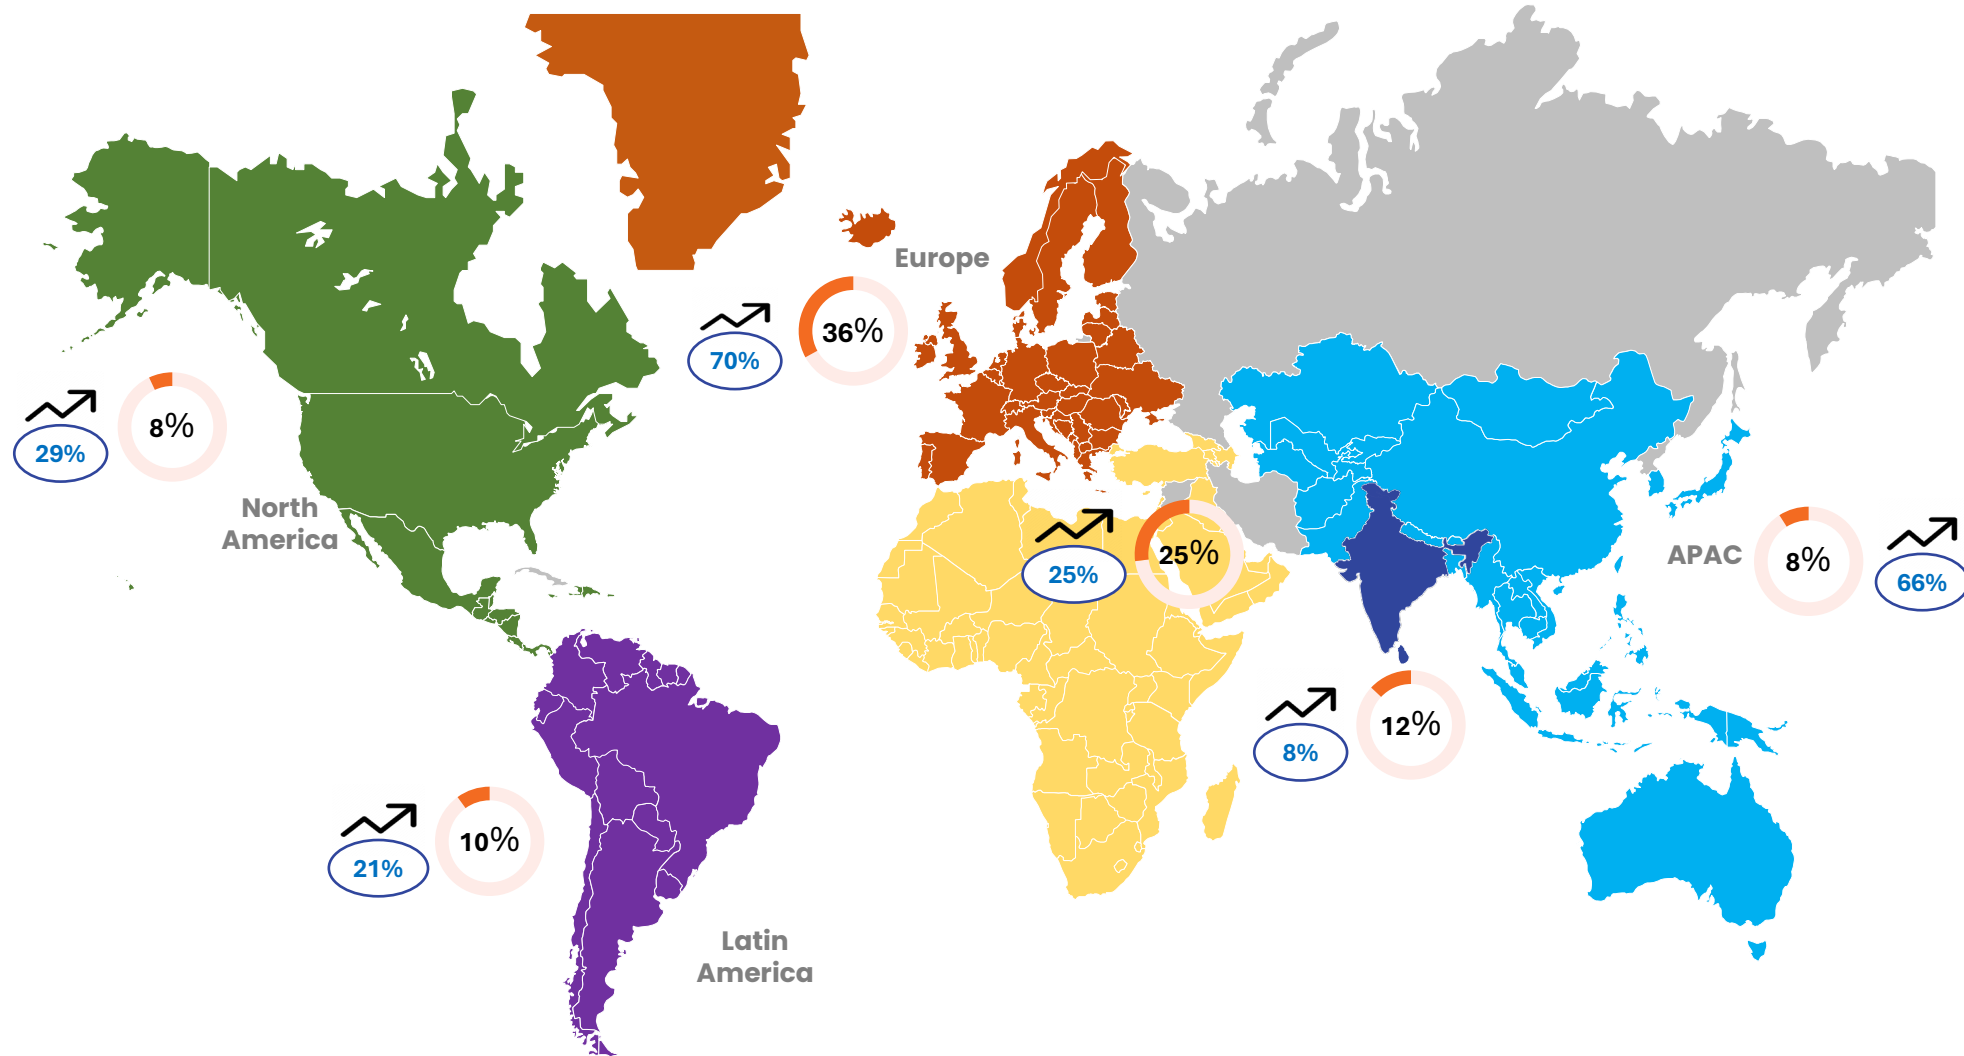 Europe
36%
70%
8%
29%
North
America
25%
25%
APAC
8%
66%
12%
8%
10%
21%
Latin
America